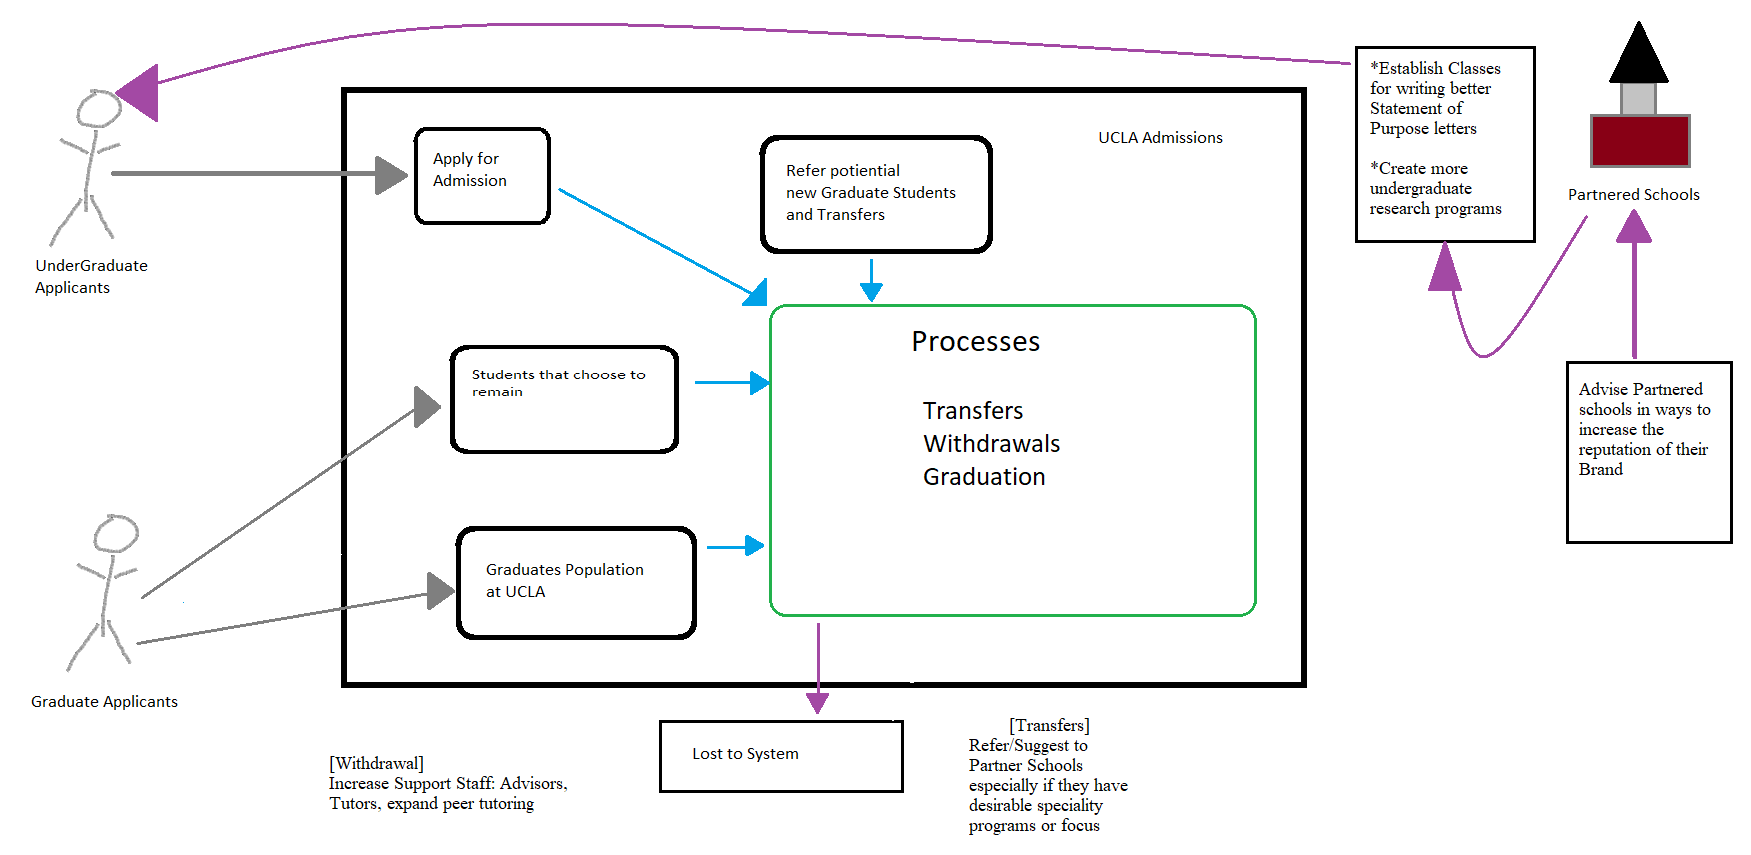 *Establish Classes
for writing better
Statement of
Purpose letters
*Create more
undergraduate
research programs
Partnered Schools
UCLA Admissions
Apply for
Admission
Refer potiential
new Graduate Students
and Transfers
UnderGraduate
Applicants
Processes
Transfers
Withdrawals
Graduation
Students that choose to
remain
Advise Partnered
schools in ways to
increase the
reputation of their
Brand
Graduates Population
at UCLA
Graduate Applicants
Lost to System
[Withdrawal]
Increase Support Staff: Advisors,
Tutors, expand peer tutoring
[Transfers]
Refer/Suggest to
Partner Schools
especially if they have
desirable speciality
programs or focus